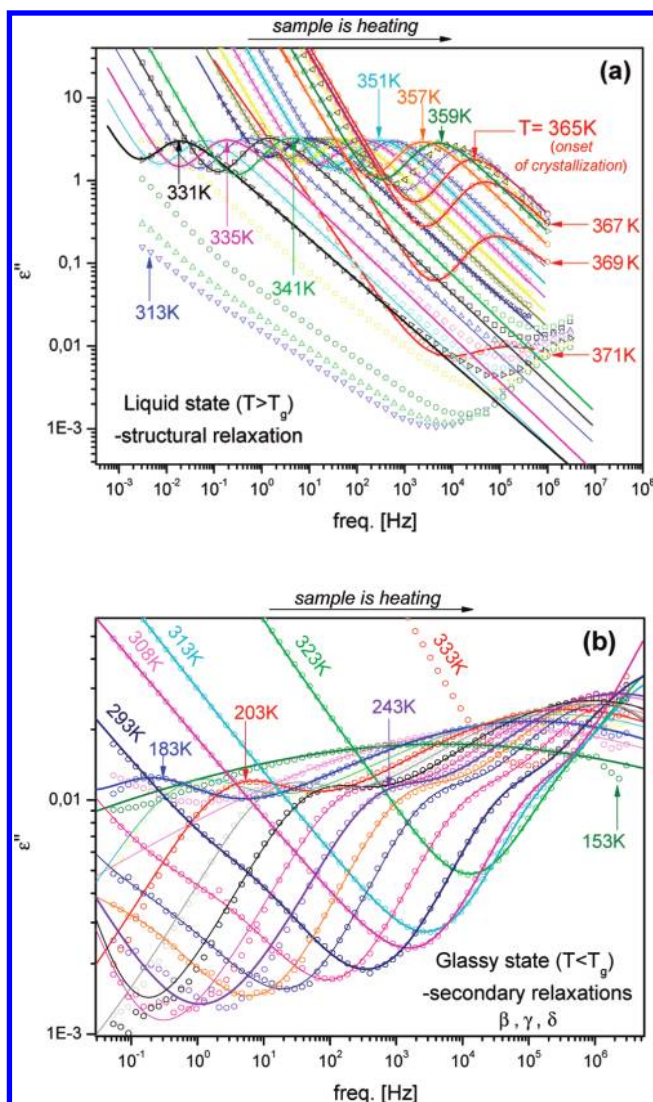 sample is heating
(a)
10
1
0,1
0,01
1E-3
ε''
351K
357K
359K
T= 365K
(onset
of crystallization)
331K
335K
341K
313K
367 K
369 K
371K
Liquid state (T>Tg)
-structural relaxation
10-3 10-2 10-1 100 101 102 103 104 105 106 107 108
freq. [Hz]
sample is heating
(b)
308K
313K
323K
333K
293K
183K
203K
243K
153K
0,01
1E-3
ε''
Glassy state (T<Tg)
-secondary relaxations
β , γ, δ
10-1 100 101 102 103 104 105 106
freq. [Hz]